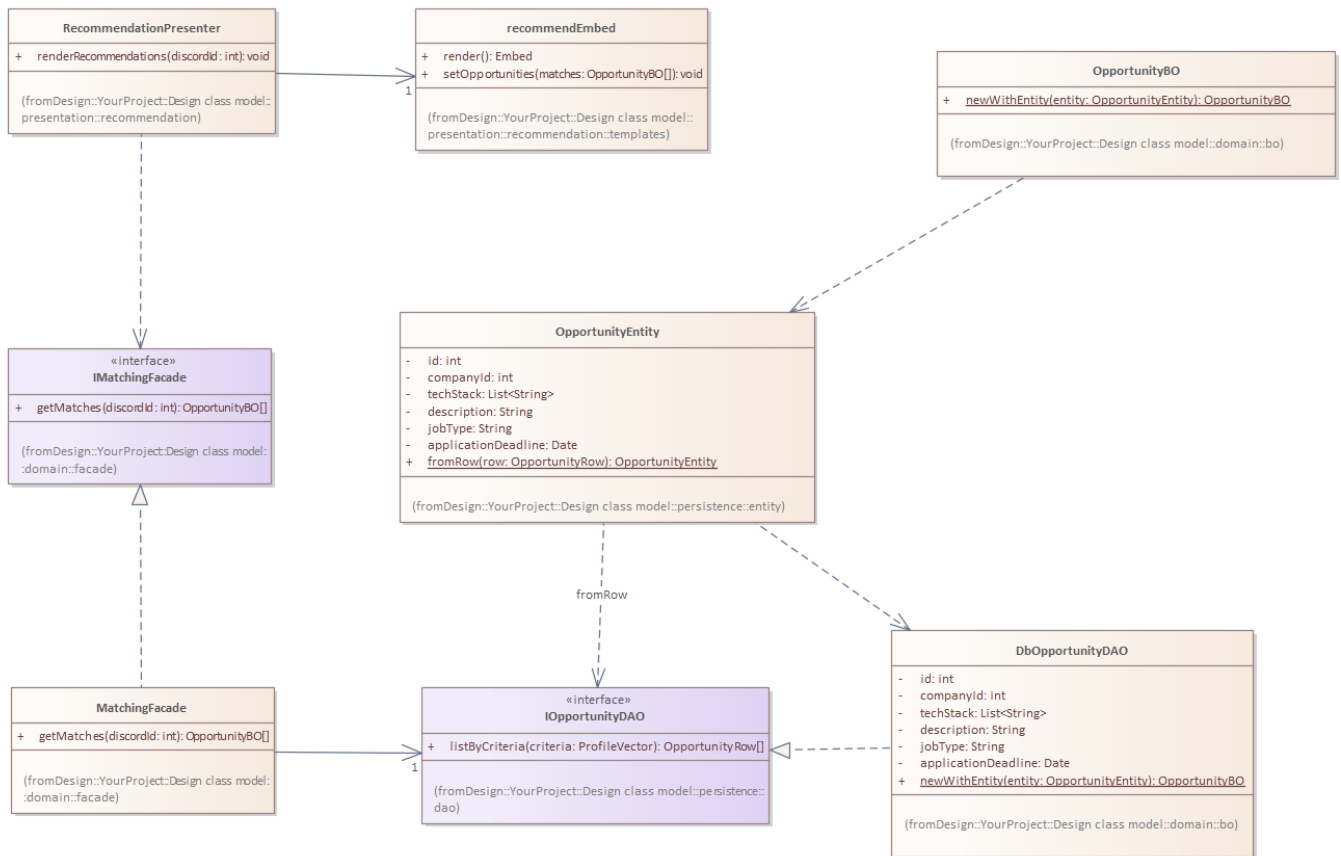 RecommendationPresenter
+ renderRecommendations(discordId: int): void
(fromDesign::YourProject::Design class model::
presentation::recommendation)
recommendEmbed
+ render(): Embed
+ setOpportunities(matches: OpportunityBO[]): void
(fromDesign::YourProject::Design class model::
presentation::recommendation::templates)
1
OpportunityBO
+ newWithEntity(entity: OpportunityEntity): OpportunityBO
(fromDesign::YourProject::Design class model::domain::bo)
«interface»
IMatchingFacade
+ getMatches(discordId: int): OpportunityBO[]
(fromDesign::YourProject::Design class model:
:domain::facade)
OpportunityEntity
- id: int
- companyId: int
- techStack: List<String>
- description: String
- jobType: String
- applicationDeadline: Date
+ fromRow(row: OpportunityRow): OpportunityEntity
(fromDesign::YourProject::Design class model::persistence::entity)
fromRow
MatchingFacade
+ getMatches(discordId: int): OpportunityBO[]
(fromDesign::YourProject::Design class model:
:domain::facade)
1
«interface»
IOpportunityDAO
+ listByCriteria(criteria: ProfileVector): OpportunityRow[]
(fromDesign::YourProject::Design class model::persistence::
dao)
DbOpportunityDAO
- id: int
- companyId: int
- techStack: List<String>
- description: String
- jobType: String
- applicationDeadline: Date
+ newWithEntity(entity: OpportunityEntity): OpportunityBO
(fromDesign::YourProject::Design class model::domain::bo)